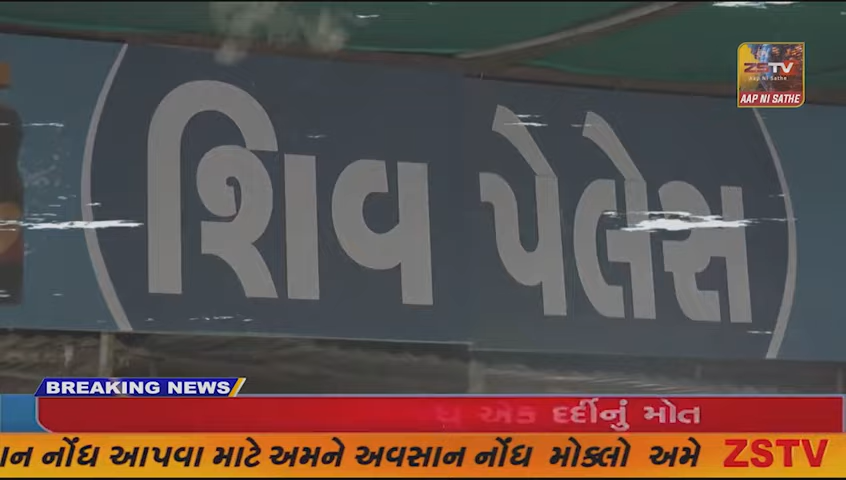 ZSTV
Aap Ni Sathe
AAP NI SATHE
શિવ પેલેસ
BREAKING NEWS
એક દર્દીનું મોત
નોંધ આપવા માટે અમને અવસાન નોંધ મોકલો અમે ZSTV